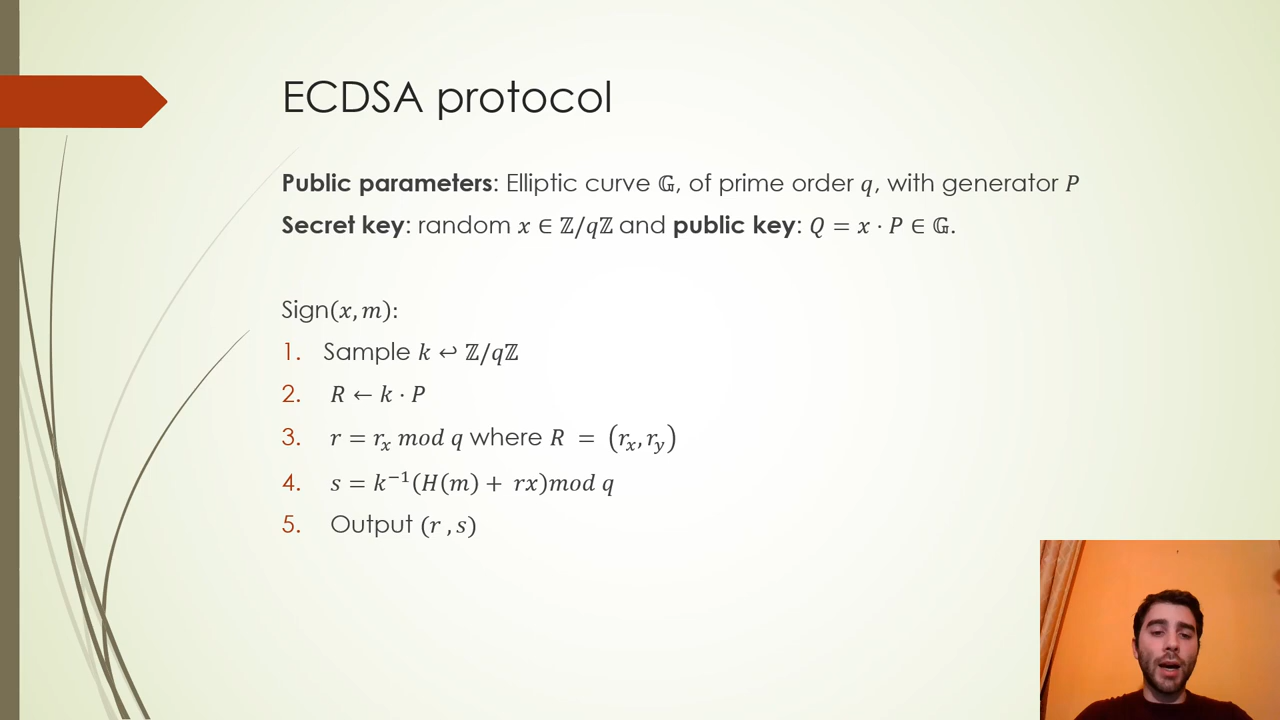 ECDSA protocol
Public parameters: Elliptic curve 𝔾, of prime order q, with generator P
Secret key: random x ∈ ℤ/qℤ and public key: Q = x · P ∈ 𝔾.
Sign(x, m):
1. Sample k ↩ ℤ/qℤ
2. R ← k · P
3. r = r_x mod q where R = (r_x, r_y)
4. s = k⁻¹(H(m) + rx)mod q
5. Output (r , s)